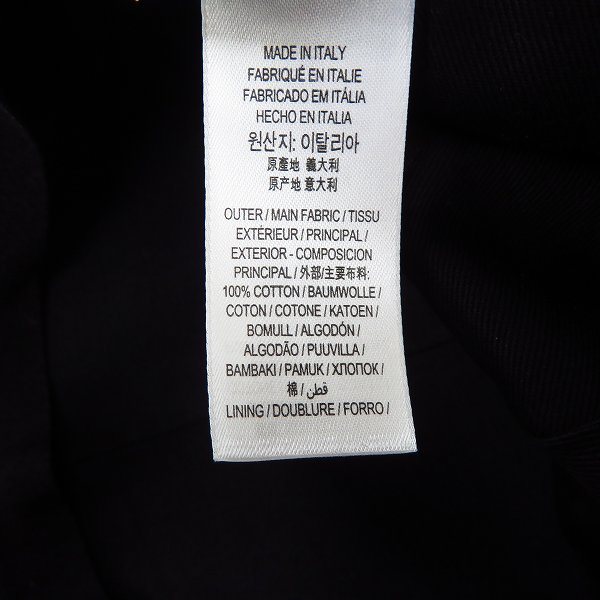 MADE IN ITALY
FABRIQUÉ EN ITALIE
FABRICADO EM ITÁLIA
HECHO EN ITALIA
원산지: 이탈리아
原產地 義大利
原产地 意大利
OUTER / MAIN FABRIC / TISSU
EXTÉRIEUR / PRINCIPAL /
EXTERIOR - COMPOSICION
PRINCIPAL / 外部/主要布料:
100% COTTON / BAUMWOLLE /
COTON / COTONE / KATOEN /
BOMULL / ALGODÓN /
ALGODÃO / PUUVILLA /
BAMBAKI / PAMUK / ХЛОПОК /
棉 / قطن /
LINING / DOUBLURE / FORRO /